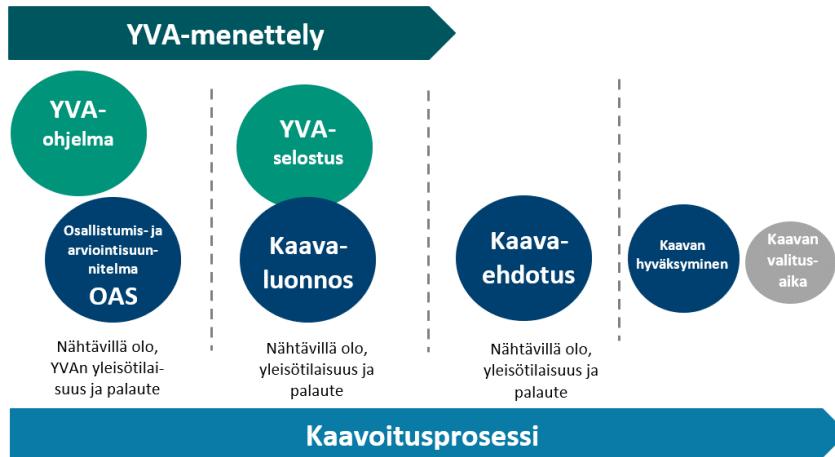 YVA-menettely
YVA-
ohjelma
YVA-
selostus
Osallistumis- ja
arviointisuun-
nitelma
OAS
Kaava-
luonnos
Kaava-
ehdotus
Kaavan
hyväksyminen
Kaavan
valitus-
aika
Nähtävillä olo,
YVAn yleisötilai-
suus ja palaute
Nähtävillä olo,
yleisötilaisuus ja
palaute
Nähtävillä olo,
yleisötilaisuus ja
palaute
Kaavoitusprosessi